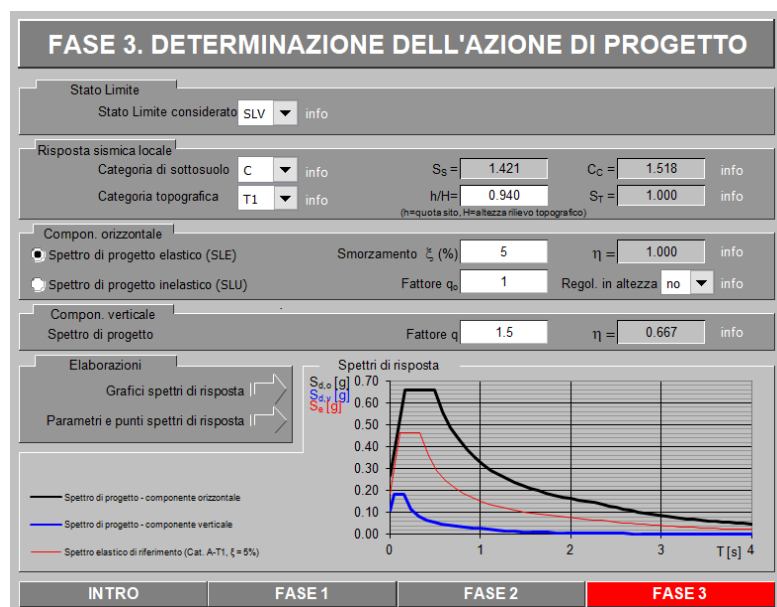 FASE 3. DETERMINAZIONE DELL'AZIONE DI PROGETTO
Stato Limite
Stato Limite considerato SLV info
Risposta sismica locale
Categoria di sottosuolo C info SS = 1.421 CC = 1.518 info
Categoria topografica T1 info h/H= 0.940 ST = 1.000 info
(h=quota sito, H=altezza rilievo topografico)
Compon. orizzontale
Spettro di progetto elastico (SLE) Smorzamento ξ (%) 5 η = 1.000 info
Spettro di progetto inelastico (SLU) Fattore qo 1 Regol. in altezza no info
Compon. verticale
Spettro di progetto Fattore q 1.5 η = 0.667 info
Elaborazioni
Grafici spettri di risposta
Parametri e punti spettri di risposta
Spettri di risposta
Sd,o [g]
Sd,v [g]
Se [g]
0.70
0.60
0.50
0.40
0.30
0.20
0.10
0.00
0 1 2 3 T [s] 4
Spettro di progetto - componente orizzontale
Spettro di progetto - componente verticale
Spettro elastico di riferimento (Cat. A-T1, ξ = 5%)
INTRO FASE 1 FASE 2 FASE 3